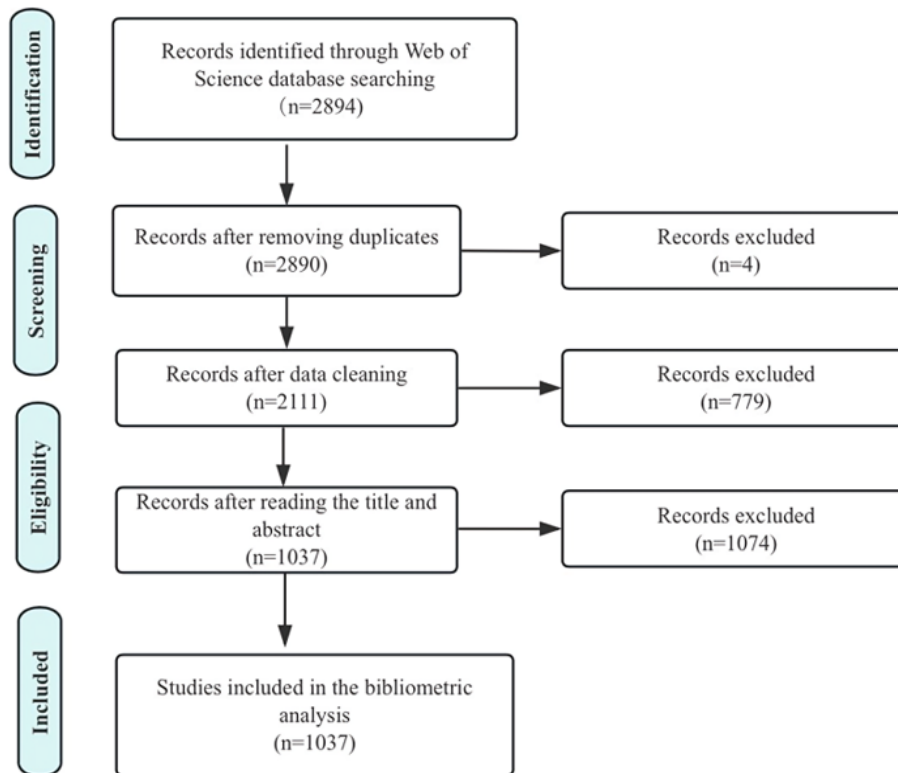 Identification
Records identified through Web of
Science database searching
（n=2894)
Screening
Records after removing duplicates
(n=2890)
Records excluded
(n=4)
Records after data cleaning
(n=2111)
Records excluded
(n=779)
Eligibility
Records after reading the title and
abstract
(n=1037)
Records excluded
(n=1074)
Included
Studies included in the bibliometric
analysis
(n=1037)